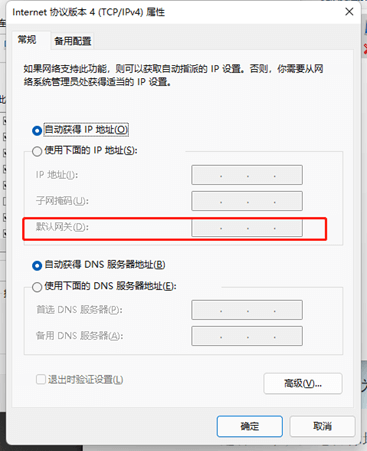 Internet 协议版本 4 (TCP/IPv4) 属性
常规
备用配置
如果网络支持此功能，则可以获取自动指派的 IP 设置。否则，你需要从网
络系统管理员处获得适当的 IP 设置。
自动获得 IP 地址(O)
使用下面的 IP 地址(S):
IP 地址(I):
子网掩码(U):
默认网关(D):
自动获得 DNS 服务器地址(B)
使用下面的 DNS 服务器地址(E):
首选 DNS 服务器(P):
备用 DNS 服务器(A):
退出时验证设置(L)
高级(V)...
确定
取消